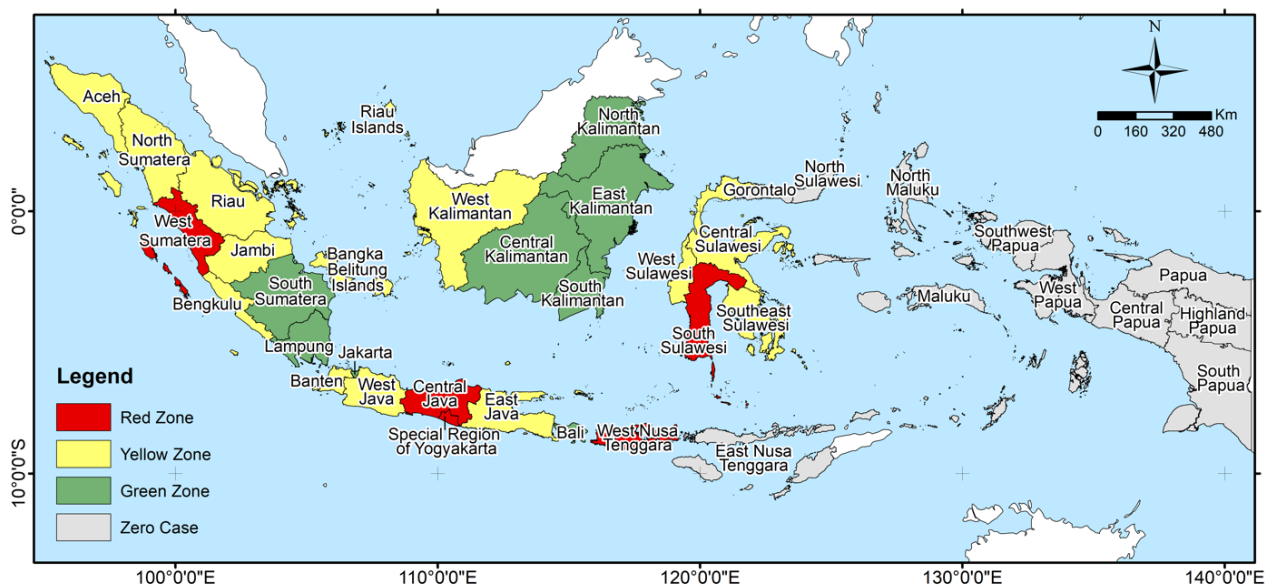 N
Km
0 160 320 480
Aceh
North
Sumatera
Riau
Islands
North
Kalimantan
North
Sulawesi
North
Maluku
Gorontalo
0°0'0"
Riau
West
Sumatera
West
Kalimantan
East
Kalimantan
Southwest
Papua
Jambi
Central
Kalimantan
Central
Sulawesi
West
Sulawesi
Bangka
Belitung
Islands
Papua
South
Sumatera
Bengkulu
South
Kalimantan
Maluku
West
Papua
Central
Papua
Highland
Papua
Southeast
Sulawesi
South
Sulawesi
Lampung
Jakarta
South
Papua
Banten
West
Java
Central
Java
East
Java
Special Region
of Yogyakarta
Bali
West Nusa
Tenggara
East Nusa
Tenggara
10°0'0"S
Legend
Red Zone
Yellow Zone
Green Zone
Zero Case
100°0'0"E 110°0'0"E 120°0'0"E 130°0'0"E 140°0'0"E